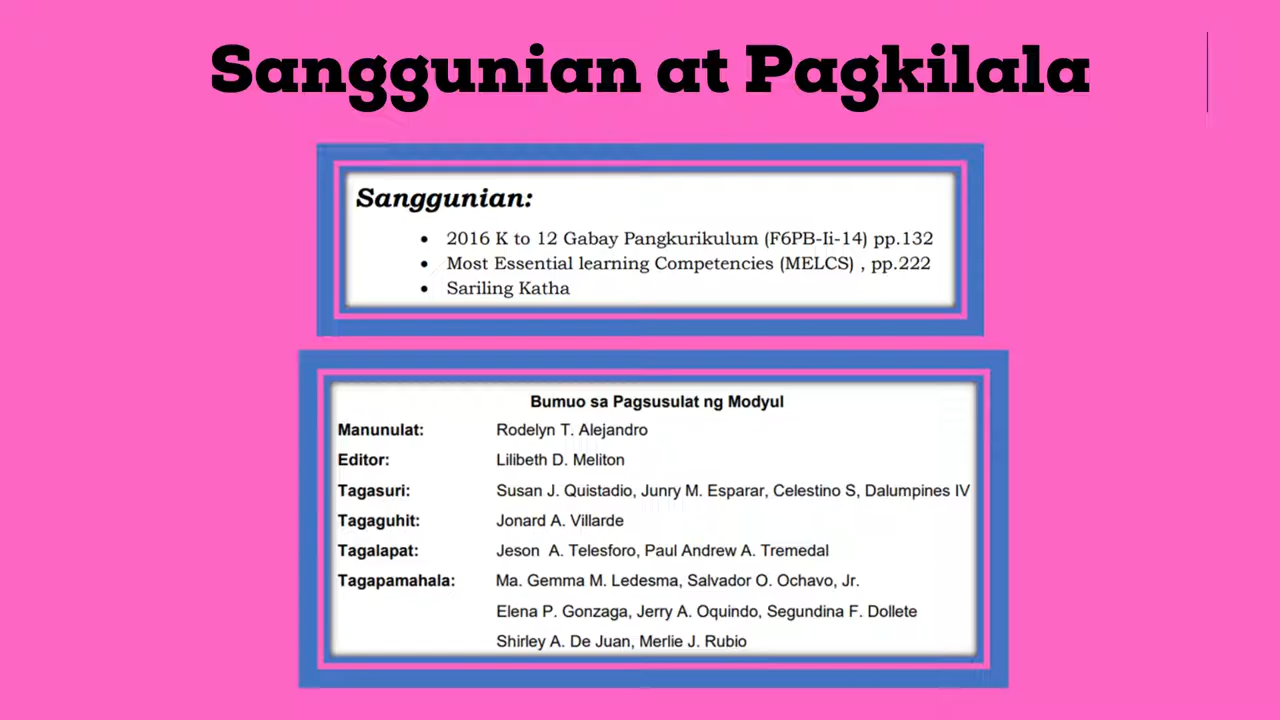 Sanggunian at Pagkilala
Sanggunian:
• 2016 K to 12 Gabay Pangkurikulum (F6PB-Ii-14) pp.132
• Most Essential learning Competencies (MELCS) , pp.222
• Sariling Katha
Bumuo sa Pagsusulat ng Modyul
Manunulat: Rodelyn T. Alejandro
Editor: Lilibeth D. Meliton
Tagasuri: Susan J. Quistadio, Junry M. Esparar, Celestino S, Dalumpines IV
Tagaguhit: Jonard A. Villarde
Tagalapat: Jeson A. Telesforo, Paul Andrew A. Tremedal
Tagapamahala: Ma. Gemma M. Ledesma, Salvador O. Ochavo, Jr.
Elena P. Gonzaga, Jerry A. Oquindo, Segundina F. Dollete
Shirley A. De Juan, Merlie J. Rubio